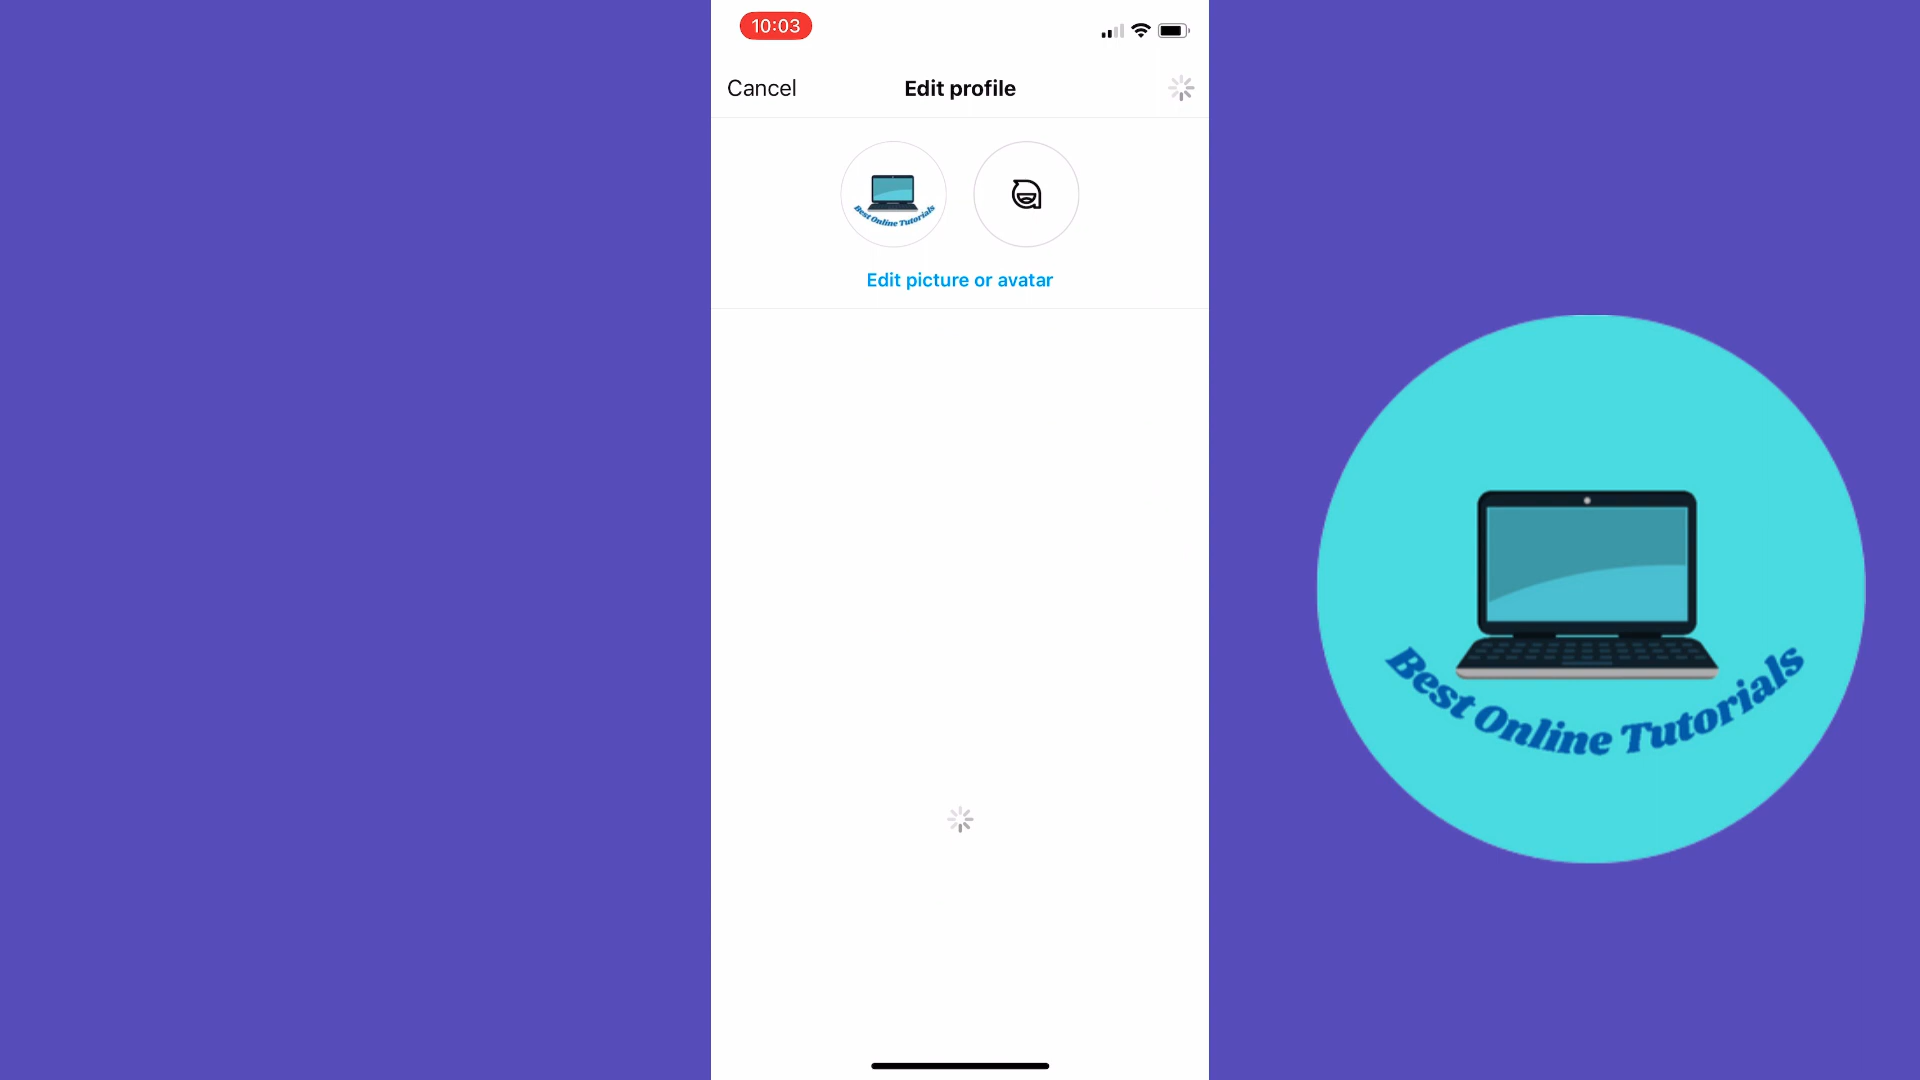 10:03
Cancel
Edit profile
Best Online Tutorials
Edit picture or avatar
Best Online Tutorials